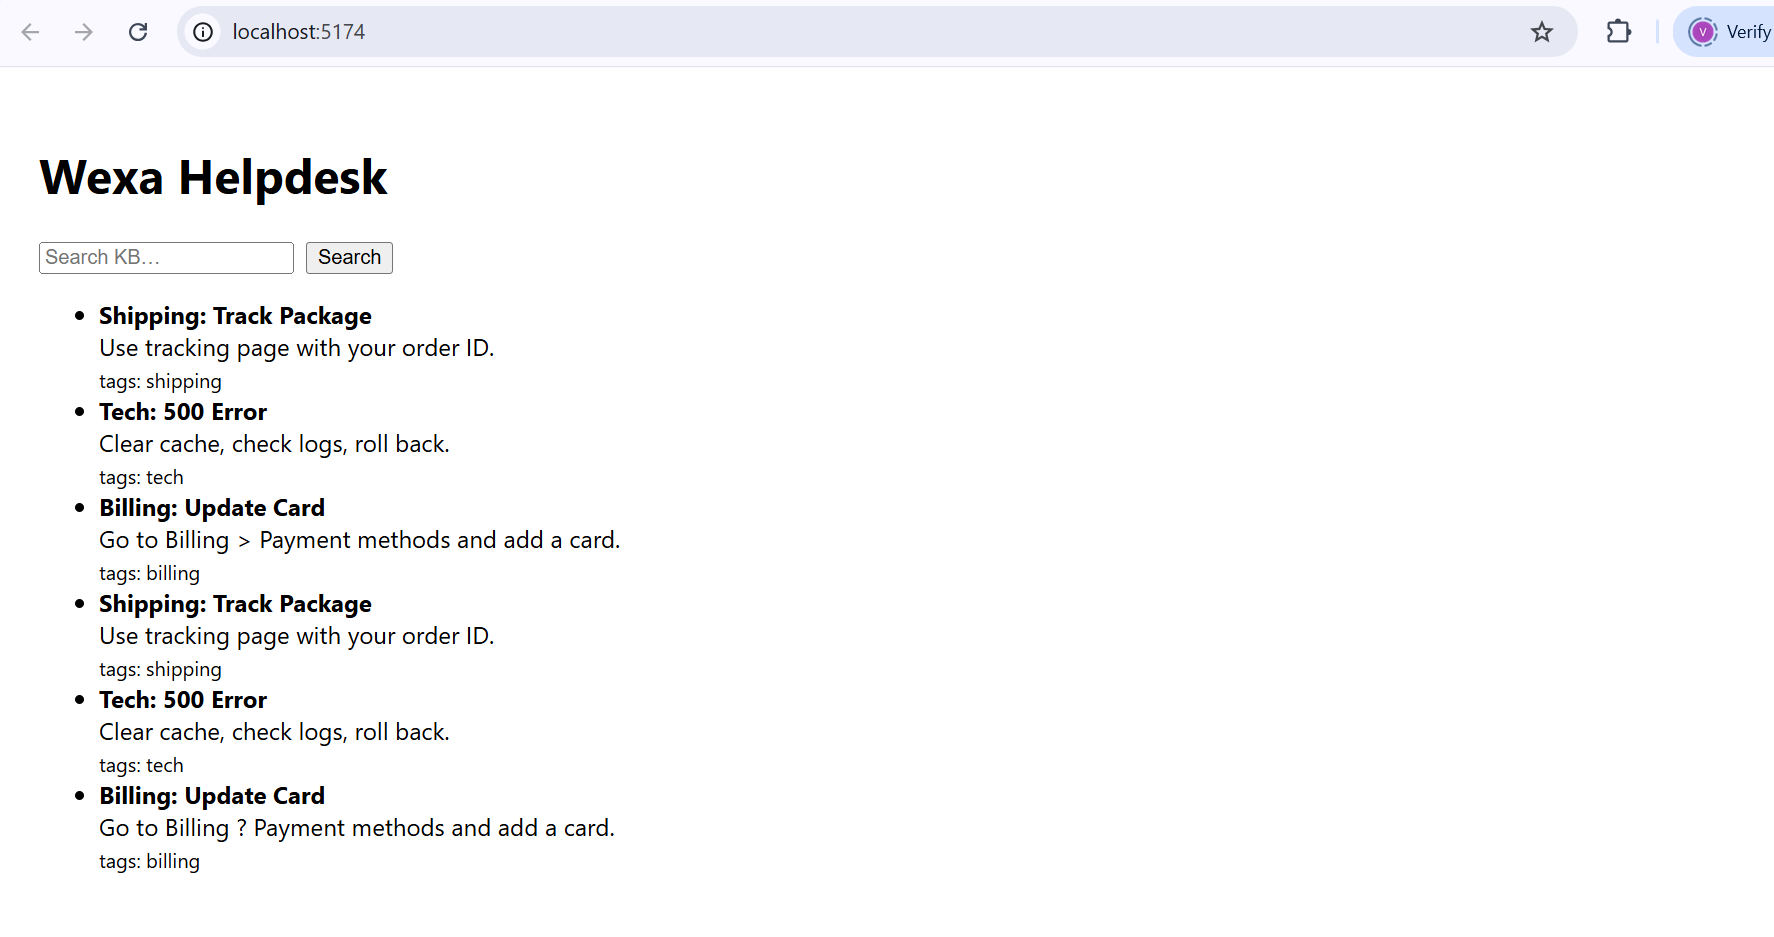 localhost:5174
V Verify
Wexa Helpdesk
Search KB... Search
Shipping: Track Package
Use tracking page with your order ID.
tags: shipping
Tech: 500 Error
Clear cache, check logs, roll back.
tags: tech
Billing: Update Card
Go to Billing > Payment methods and add a card.
tags: billing
Shipping: Track Package
Use tracking page with your order ID.
tags: shipping
Tech: 500 Error
Clear cache, check logs, roll back.
tags: tech
Billing: Update Card
Go to Billing ? Payment methods and add a card.
tags: billing